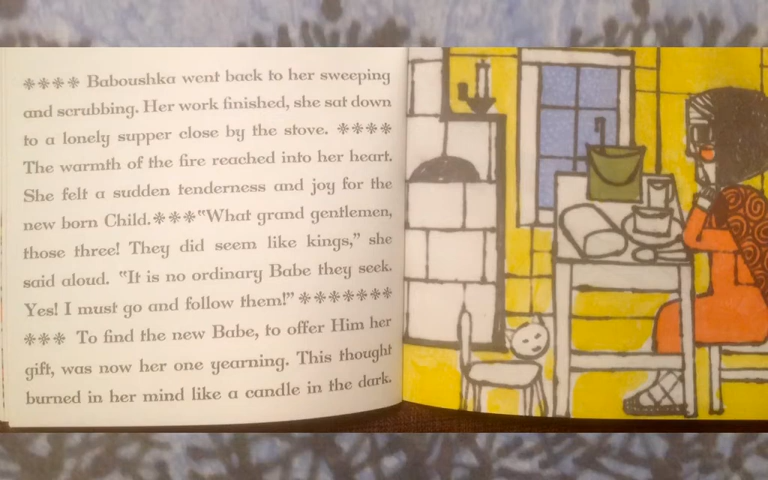 ❉❉❉❉ Baboushka went back to her sweeping
and scrubbing. Her work finished, she sat down
to a lonely supper close by the stove. ❉❉❉❉
The warmth of the fire reached into her heart.
She felt a sudden tenderness and joy for the
new born Child.❉❉❉“What grand gentlemen,
those three! They did seem like kings,” she
said aloud. “It is no ordinary Babe they seek.
Yes! I must go and follow them!” ❉❉❉❉❉❉❉
❉❉❉ To find the new Babe, to offer Him her
gift, was now her one yearning. This thought
burned in her mind like a candle in the dark.